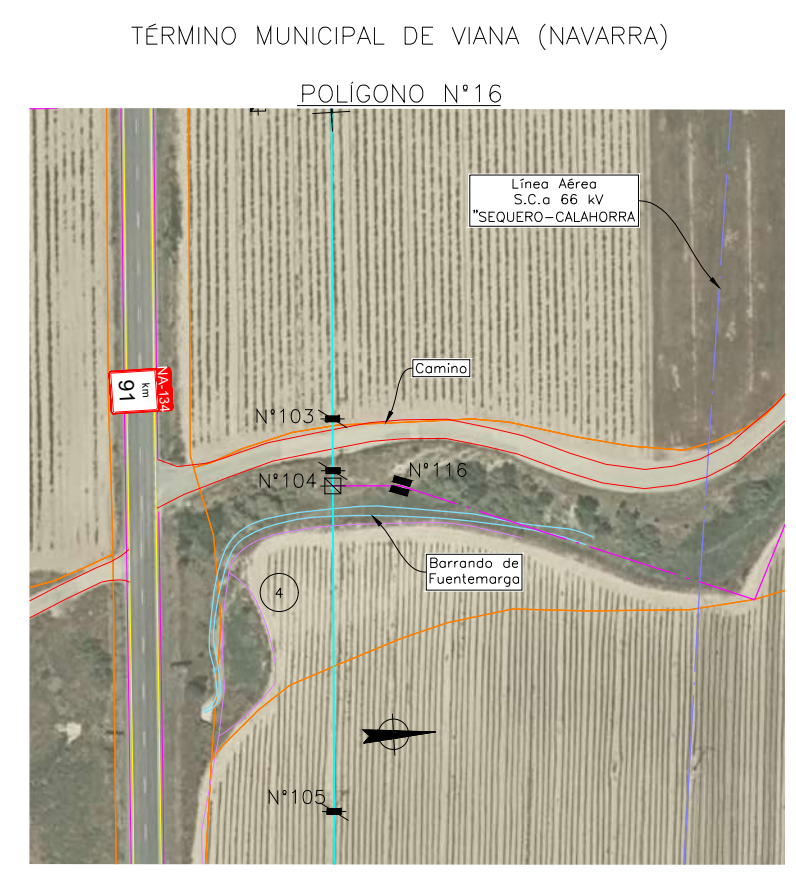 TÉRMINO MUNICIPAL DE VIANA (NAVARRA)
POLÍGONO Nº16
Línea Aérea
S.C.a 66 kV
"SEQUERO-CALAHORRA
Camino
NA-134
km
91
Nº103
Nº104
Nº116
Barrando de
Fuentemarga
4
Nº105